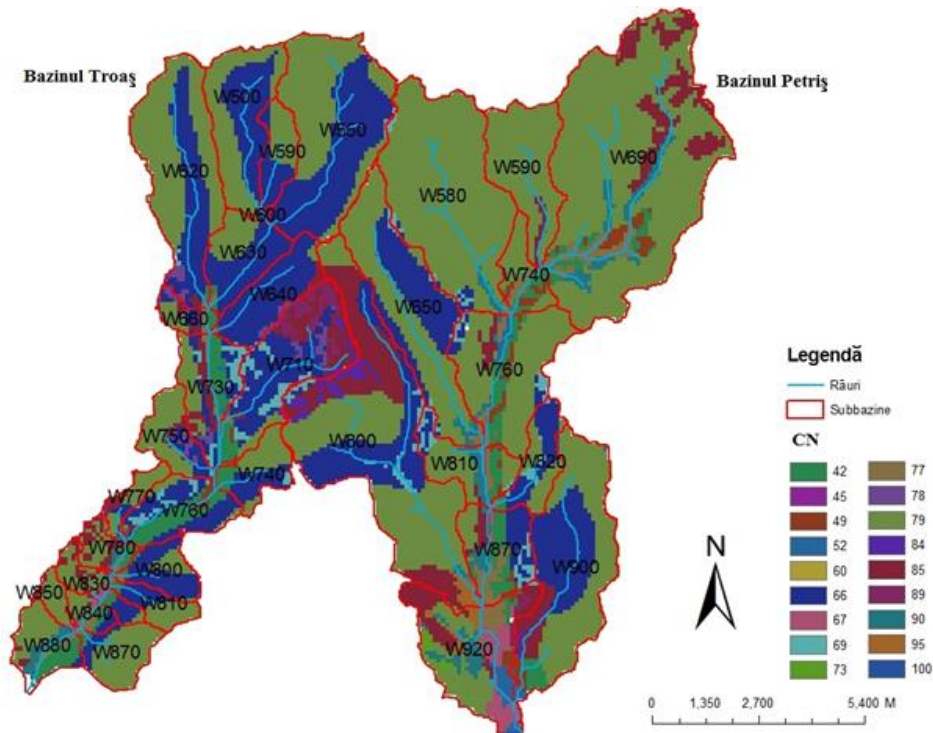 Bazinul Troaş
Bazinul Petriş
W500
W550
W590
W520
W600
W630
W640
W660
W710
W730
W750
W740
W770
W760
W780
W800
W830
W850
W810
W840
W880
W870
W590
W690
W580
W740
W650
W760
W800
W810
W820
W870
W900
W920
Legendă
Râuri
Subbazine
CN
42 77
45 78
49 79
52 84
60 85
66 89
67 90
69 95
73 100
N
0 1,350 2,700 5,400 M